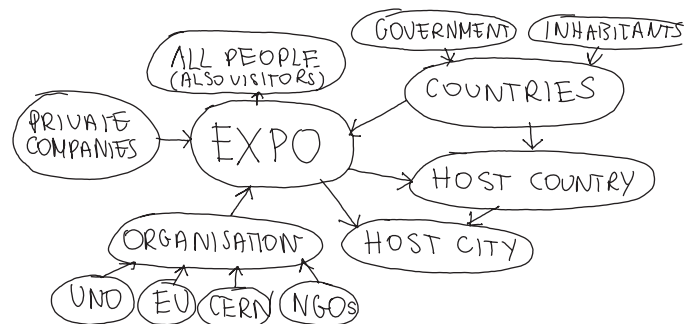 GOVERNMENT
INHABITANTS
ALL PEOPLE
(ALSO VISITORS)
COUNTRIES
PRIVATE
COMPANIES
EXPO
HOST COUNTRY
ORGANISATION
HOST CITY
UNO
EU
CERN
NGOs